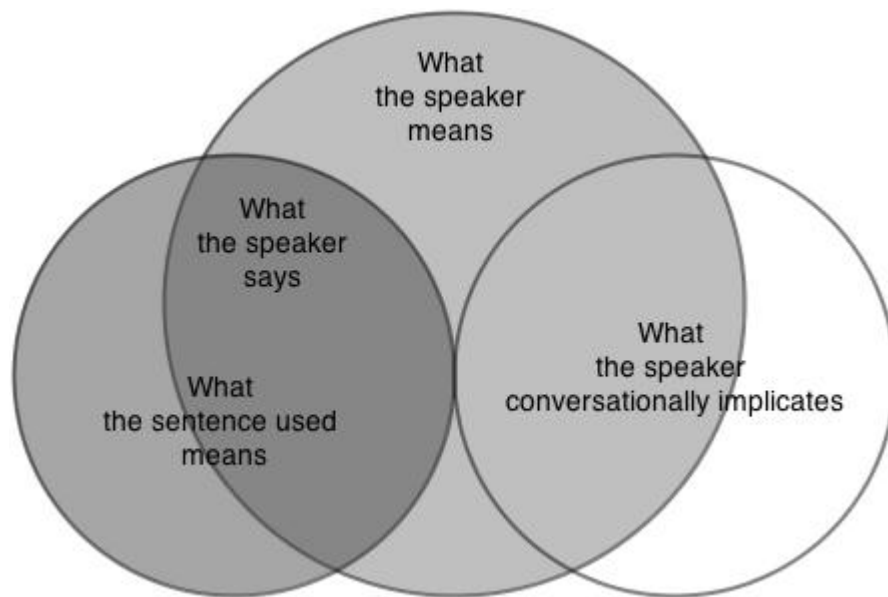 What
the speaker
means
What
the speaker
says
What
the sentence used
means
What
the speaker
conversationally implicates